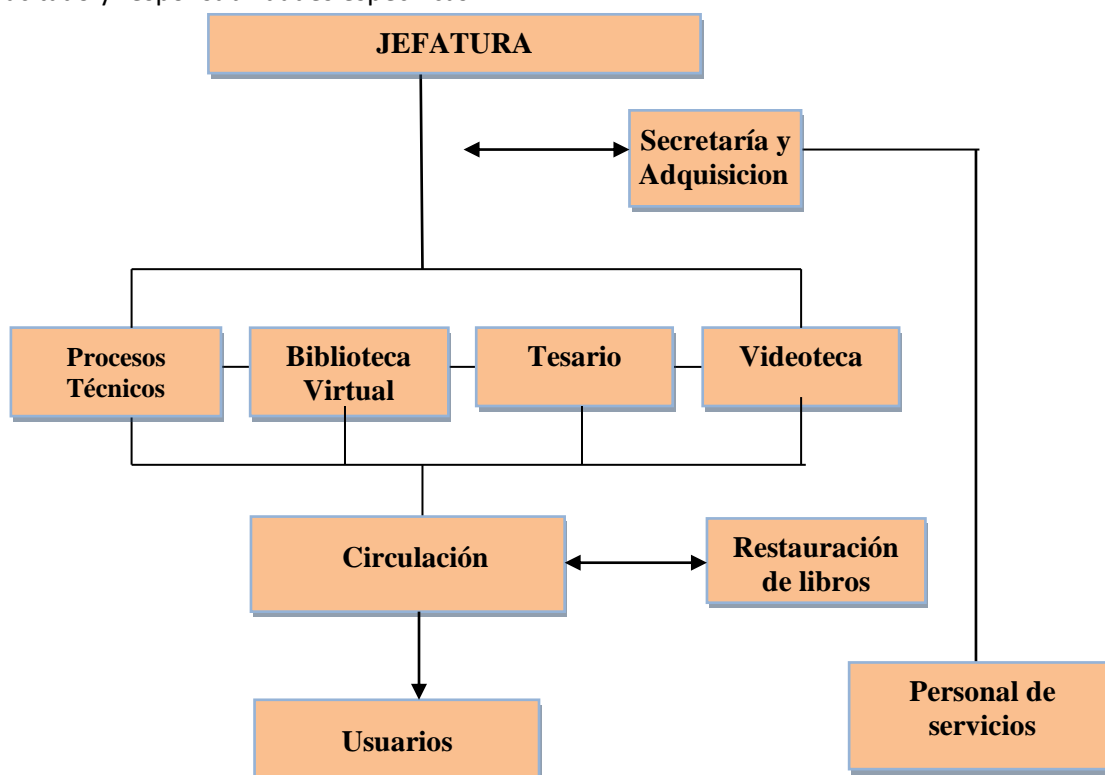 JEFATURA
Secretaría y
Adquisicion
Procesos
Técnicos
Biblioteca
Virtual
Tesario
Videoteca
Circulación
Restauración
de libros
Personal de
servicios
Usuarios